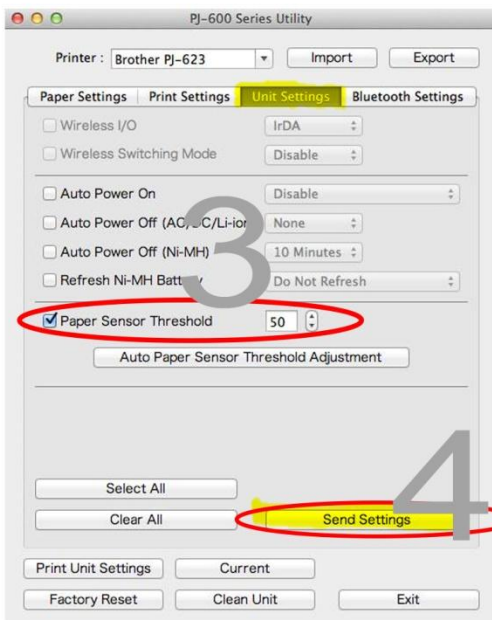 PJ-600 Series Utility
Printer : Brother PJ-623 Import Export
Paper Settings Print Settings Unit Settings Bluetooth Settings
Wireless I/O IrDA
Wireless Switching Mode Disable
Auto Power On Disable
Auto Power Off (AC/DC/Li-ion None
Auto Power Off (Ni-MH) 10 Minutes
Refresh Ni-MH Battery Do Not Refresh
3
Paper Sensor Threshold 50
Auto Paper Sensor Threshold Adjustment
Select All
4
Clear All Send Settings
Print Unit Settings Current
Factory Reset Clean Unit Exit